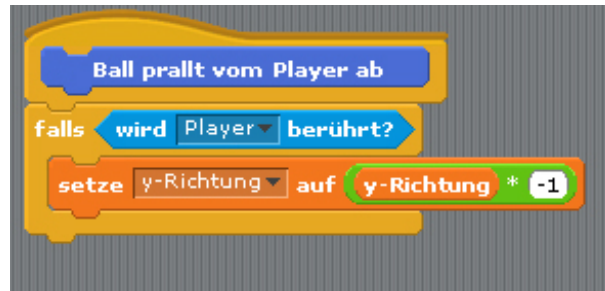 Ball prallt vom Player ab
falls wird Player berührt?
setze y-Richtung auf y-Richtung * -1